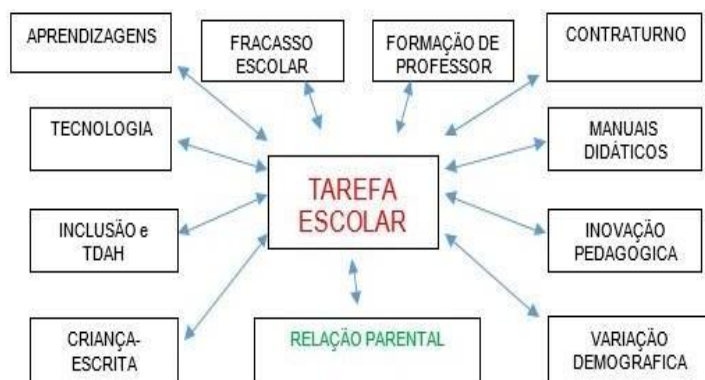 APRENDIZAGENS
FRACASSO
ESCOLAR
FORMAÇÃO DE
PROFESSOR
CONTRATURNO
TECNOLOGIA
MANUAIS
DIDÁTICOS
TAREFA
ESCOLAR
INCLUSÃO e
TDAH
INOVAÇÃO
PEDAGÓGICA
CRIANÇA-
ESCRITA
RELAÇÃO PARENTAL
VARIAÇÃO
DEMOGRAFICA